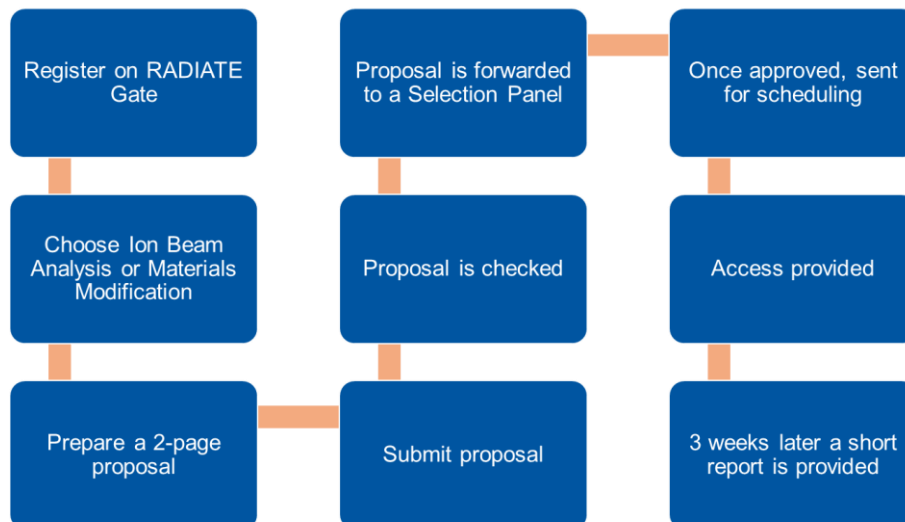 Register on RADIATE
Gate
Choose Ion Beam
Analysis or Materials
Modification
Prepare a 2-page
proposal
Submit proposal
Proposal is checked
Proposal is forwarded
to a Selection Panel
Once approved, sent
for scheduling
Access provided
3 weeks later a short
report is provided